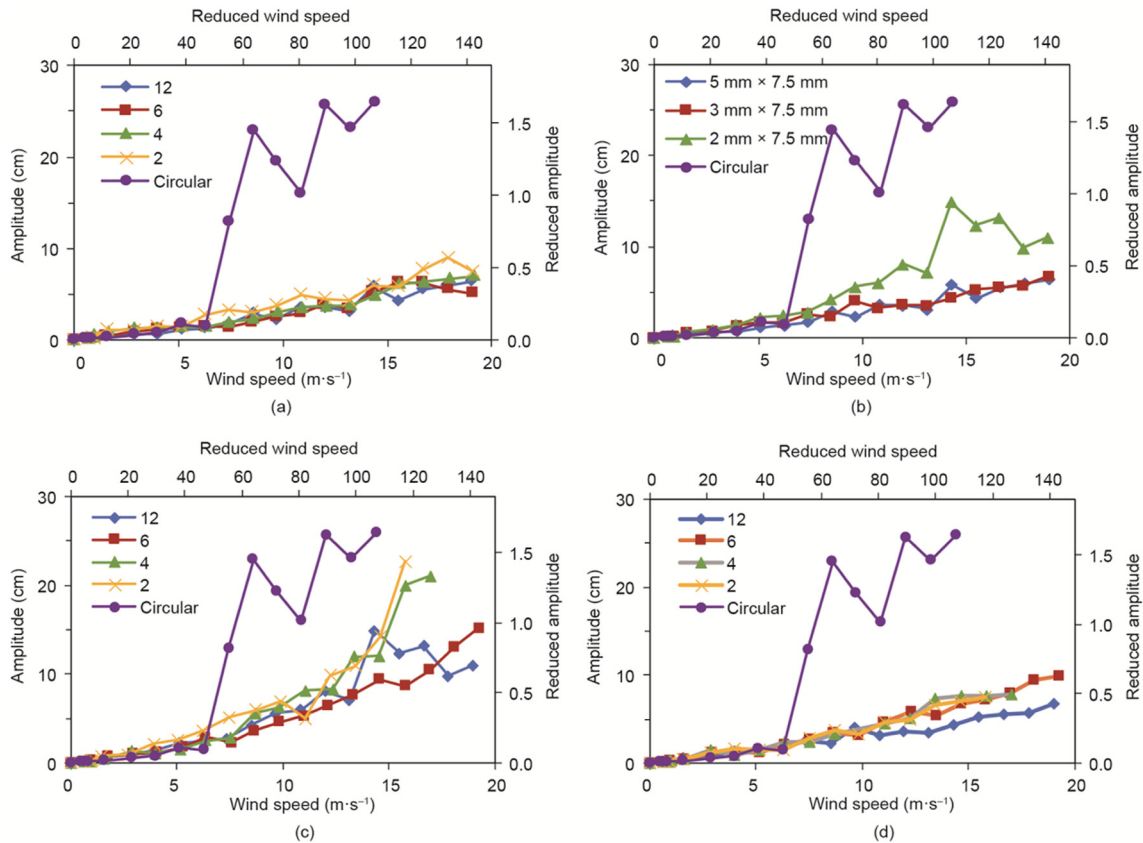 Reduced wind speed
0 20 40 60 80 100 120 140
30
20
10
5
0
Amplitude (cm)
12
6
4
2
Circular
1.5
1.0
0.5
0.0
Reduced amplitude
0 5 10 15 20
Wind speed (m·s⁻¹)
(a)
Reduced wind speed
0 20 40 60 80 100 120 140
30
20
10
5
0
Amplitude (cm)
5 mm × 7.5 mm
3 mm × 7.5 mm
2 mm × 7.5 mm
Circular
1.5
1.0
0.5
0.0
Reduced amplitude
0 5 10 15 20
Wind speed (m·s⁻¹)
(b)
Reduced wind speed
0 20 40 60 80 100 120 140
30
20
10
5
0
Amplitude (cm)
12
6
4
2
Circular
1.5
1.0
0.5
0.0
Reduced amplitude
0 5 10 15 20
Wind speed (m·s⁻¹)
(c)
Reduced wind speed
0 20 40 60 80 100 120 140
30
20
10
5
0
Amplitude (cm)
12
6
4
2
Circular
1.5
1.0
0.5
0.0
Reduced amplitude
0 5 10 15 20
Wind speed (m·s⁻¹)
(d)